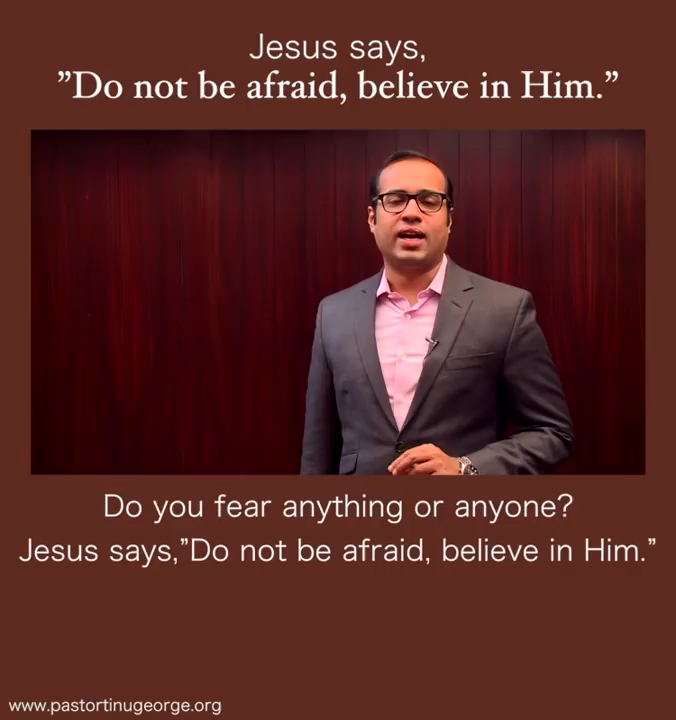 Jesus says,
”Do not be afraid, believe in Him.”
Do you fear anything or anyone?
Jesus says,”Do not be afraid, believe in Him.”
www.pastortinugeorge.org